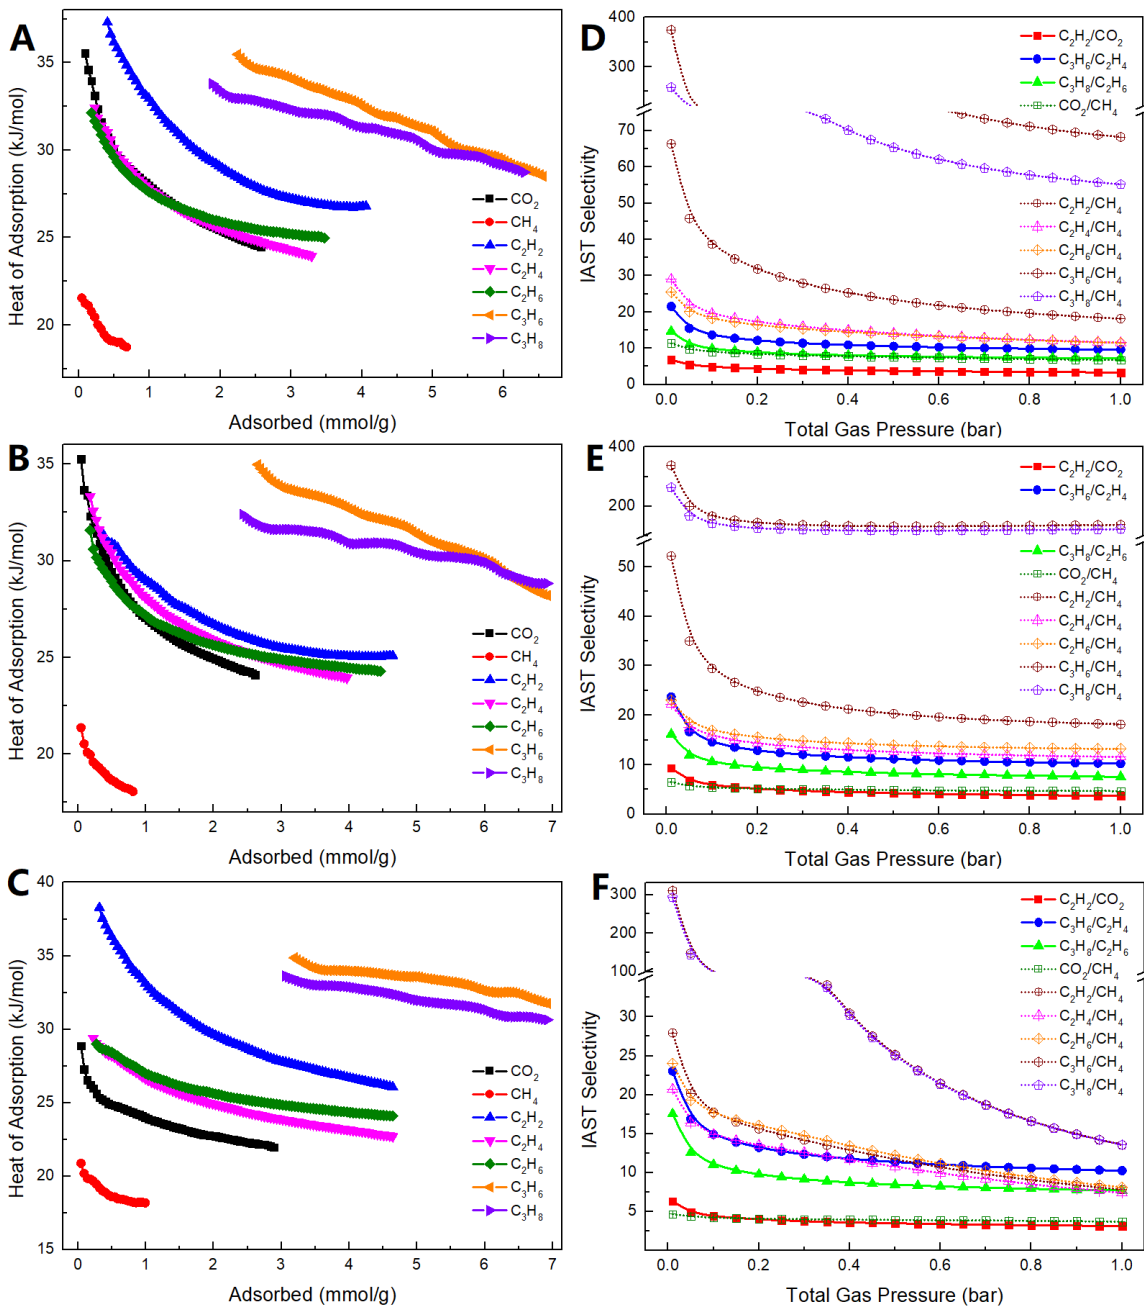 A
Heat of Adsorption (kJ/mol)
35
30
25
20
CO₂
CH₄
C₂H₂
C₂H₄
C₂H₆
C₃H₆
C₃H₈
0 1 2 3 4 5 6
Adsorbed (mmol/g)
D
IAST Selectivity
400
300
70
60
50
40
30
20
10
0
C₂H₂/CO₂
C₃H₆/C₂H₄
C₃H₈/C₂H₆
CO₂/CH₄
C₂H₂/CH₄
C₂H₄/CH₄
C₂H₆/CH₄
C₃H₆/CH₄
C₃H₈/CH₄
0.0 0.2 0.4 0.6 0.8 1.0
Total Gas Pressure (bar)
B
Heat of Adsorption (kJ/mol)
35
30
25
20
CO₂
CH₄
C₂H₂
C₂H₄
C₂H₆
C₃H₆
C₃H₈
0 1 2 3 4 5 6 7
Adsorbed (mmol/g)
E
IAST Selectivity
400
200
50
40
30
20
10
0
C₂H₂/CO₂
C₃H₆/C₂H₄
C₃H₈/C₂H₆
CO₂/CH₄
C₂H₂/CH₄
C₂H₄/CH₄
C₂H₆/CH₄
C₃H₆/CH₄
C₃H₈/CH₄
0.0 0.2 0.4 0.6 0.8 1.0
Total Gas Pressure (bar)
C
Heat of Adsorption (kJ/mol)
40
35
30
25
20
15
CO₂
CH₄
C₂H₂
C₂H₄
C₂H₆
C₃H₆
C₃H₈
0 1 2 3 4 5 6 7
Adsorbed (mmol/g)
F
IAST Selectivity
300
200
100
30
25
20
15
10
5
C₂H₂/CO₂
C₃H₆/C₂H₄
C₃H₈/C₂H₆
CO₂/CH₄
C₂H₂/CH₄
C₂H₄/CH₄
C₂H₆/CH₄
C₃H₆/CH₄
C₃H₈/CH₄
0.0 0.2 0.4 0.6 0.8 1.0
Total Gas Pressure (bar)